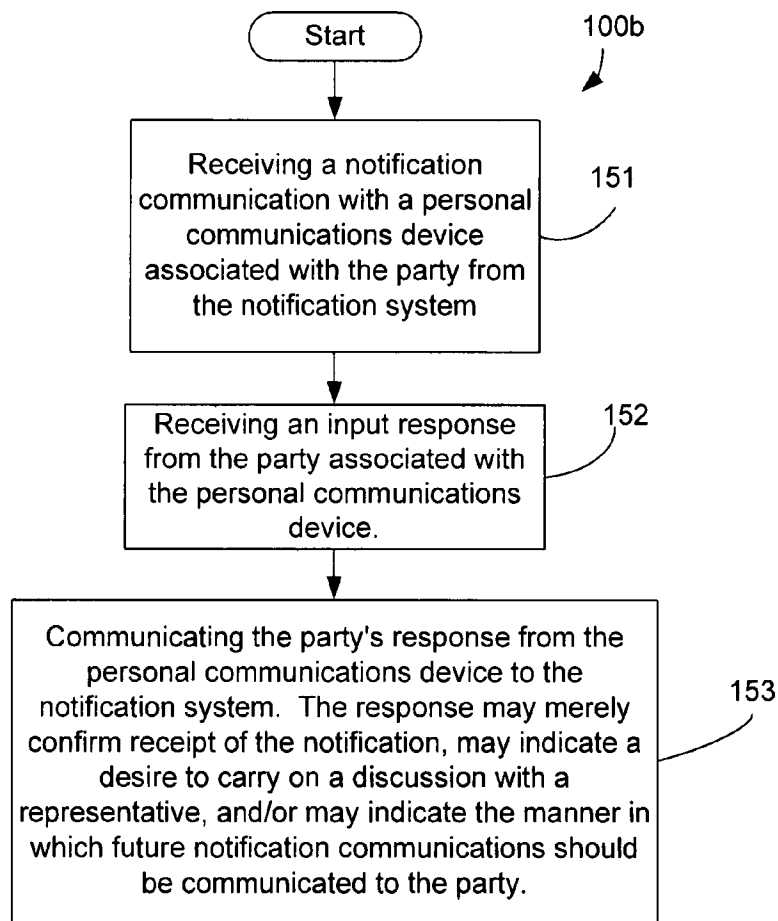 Start
100b
Receiving a notification
communication with a personal
communications device
associated with the party from
the notification system
151
Receiving an input response
from the party associated with
the personal communications
device.
152
Communicating the party's response from the
personal communications device to the
notification system.  The response may merely
confirm receipt of the notification, may indicate a
desire to carry on a discussion with a
representative, and/or may indicate the manner in
which future notification communications should
be communicated to the party.
153